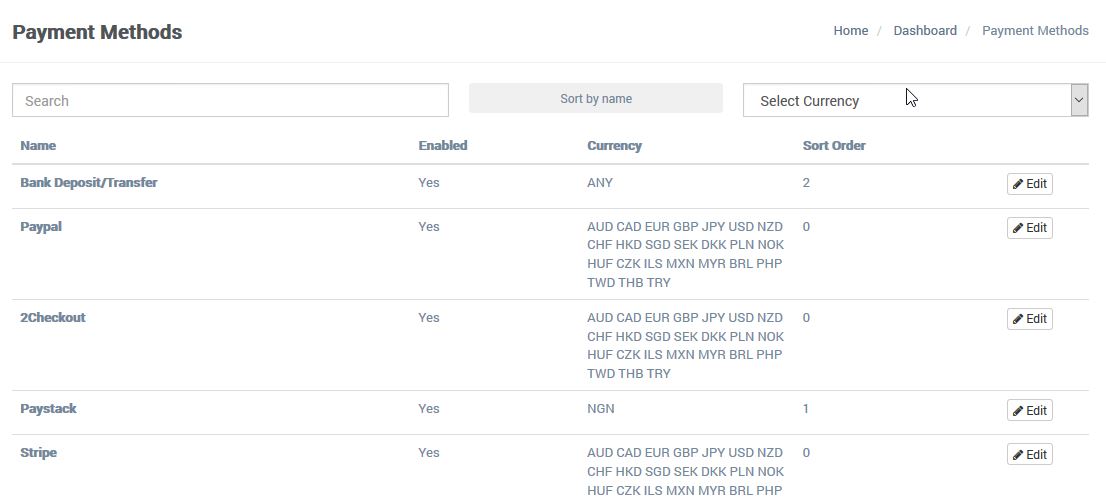 Payment Methods
Home / Dashboard / Payment Methods
Search
Sort by name
Select Currency
Name Enabled Currency Sort Order
Bank Deposit/Transfer Yes ANY 2 Edit
Paypal Yes AUD CAD EUR GBP JPY USD NZD 0 Edit
CHF HKD SGD SEK DKK PLN NOK
HUF CZK ILS MXN MYR BRL PHP
TWD THB TRY
2Checkout Yes AUD CAD EUR GBP JPY USD NZD 0 Edit
CHF HKD SGD SEK DKK PLN NOK
HUF CZK ILS MXN MYR BRL PHP
TWD THB TRY
Paystack Yes NGN 1 Edit
Stripe Yes AUD CAD EUR GBP JPY USD NZD 0 Edit
CHF HKD SGD SEK DKK PLN NOK
HUF CZK ILS MXN MYR BRL PHP